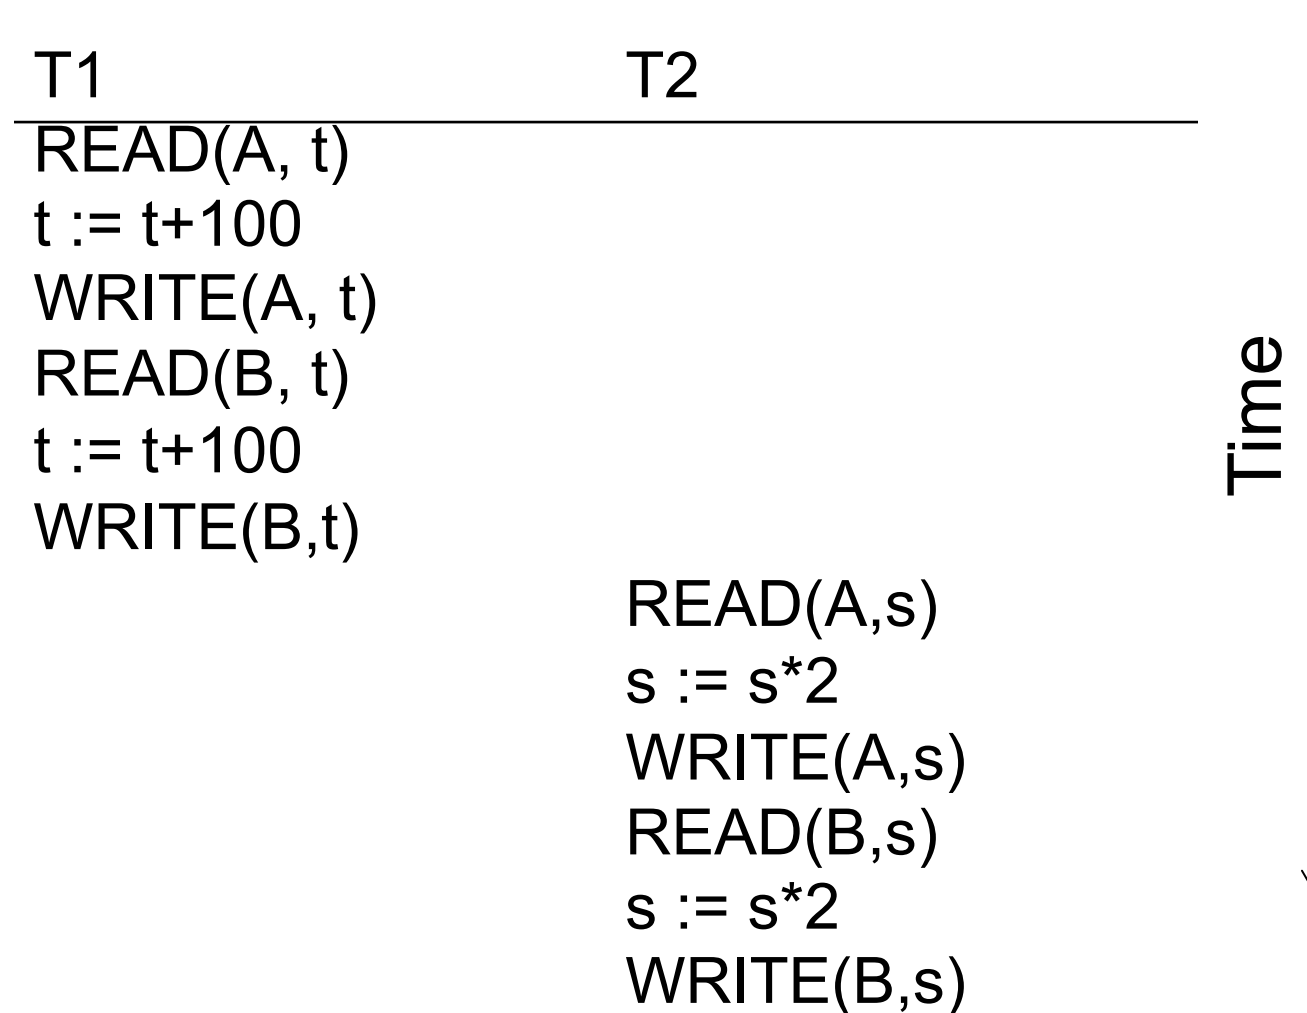 T1 T2
READ(A, t)
t := t+100
WRITE(A, t)
READ(B, t)
t := t+100
WRITE(B,t)
READ(A,s)
s := s*2
WRITE(A,s)
READ(B,s)
s := s*2
WRITE(B,s)
Time